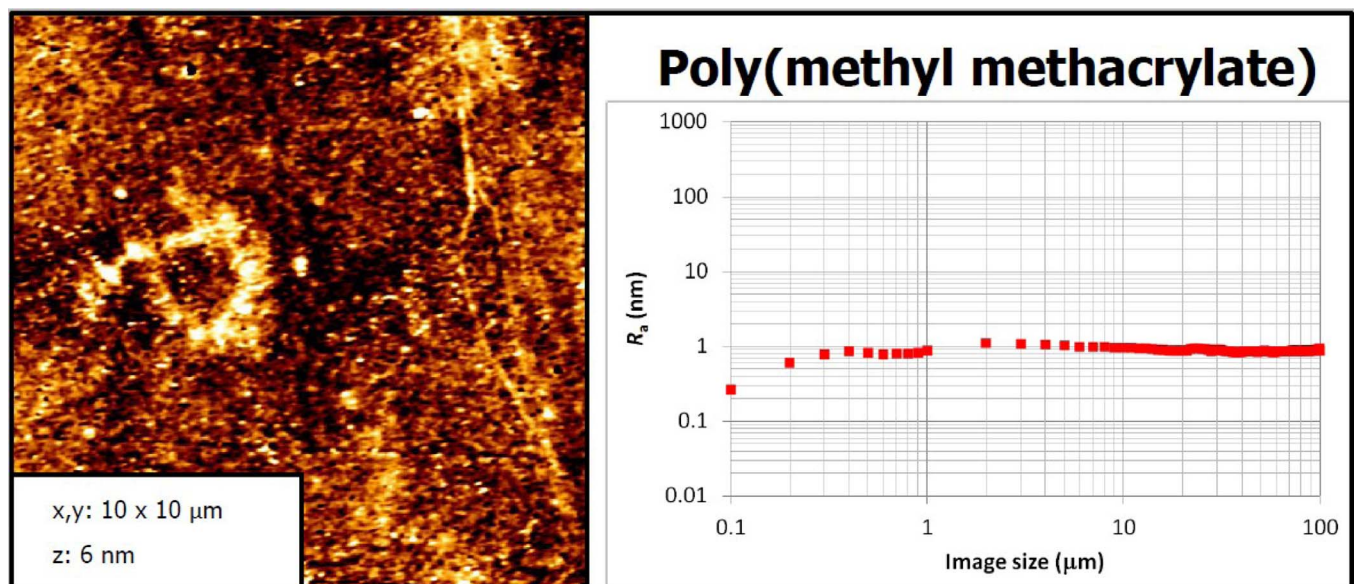 x,y: 10 x 10 μm
z: 6 nm
Poly(methyl methacrylate)
1000
100
10
1
0.1
0.01
Rₐ (nm)
0.1 1 10 100
Image size (μm)